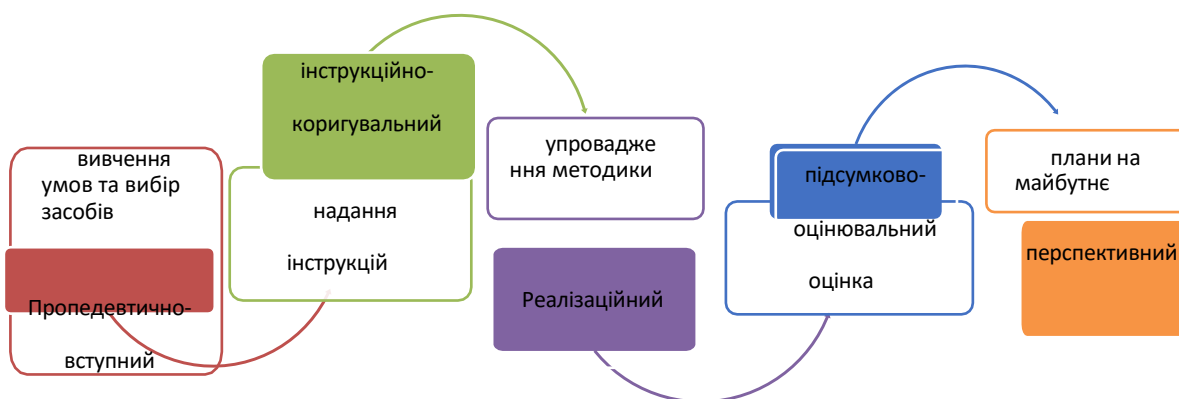 вивчення
умов та вибір
засобів
Пропедевтично-
вступний
інструкційно-
коригувальний
надання
інструкцій
упровадже
ння методики
Реалізаційний
підсумково-
оцінювальний
оцінка
плани на
майбутнє
перспективний